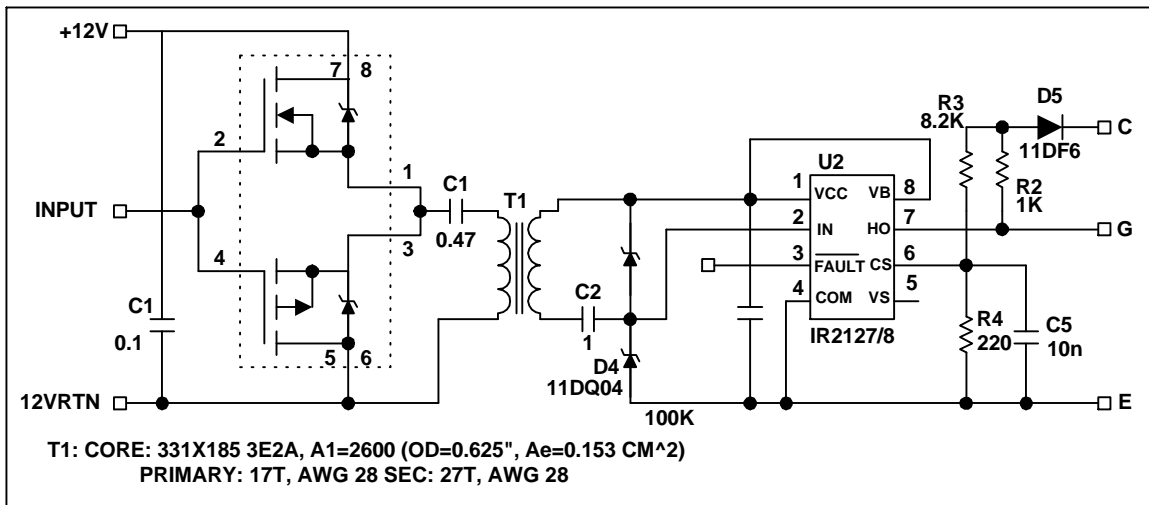 +12V
7 8
2
1
INPUT
C1
0.47
T1
4
3
C1
0.1
5 6
12VRTN
C2
1
D4
11DQ04
100K
U2
1 VCC VB 8
2 IN HO 7
3 FAULT CS 6
4 COM VS 5
IR2127/8
R3
8.2K
D5
11DF6
C
R2
1K
G
R4
220
C5
10n
E
T1: CORE: 331X185 3E2A, A1=2600 (OD=0.625", Ae=0.153 CM^2)
PRIMARY: 17T, AWG 28 SEC: 27T, AWG 28